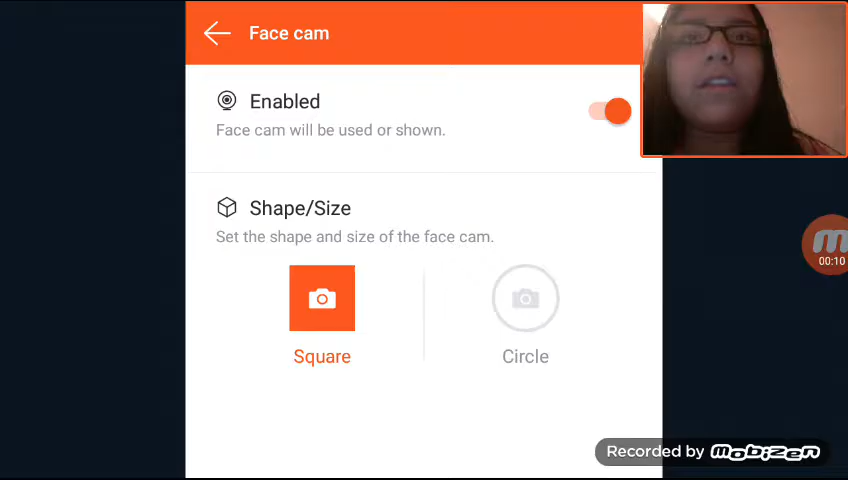 Face cam
Enabled
Face cam will be used or shown.
Shape/Size
Set the shape and size of the face cam.
Square
Circle
00:10
Recorded by mobizen